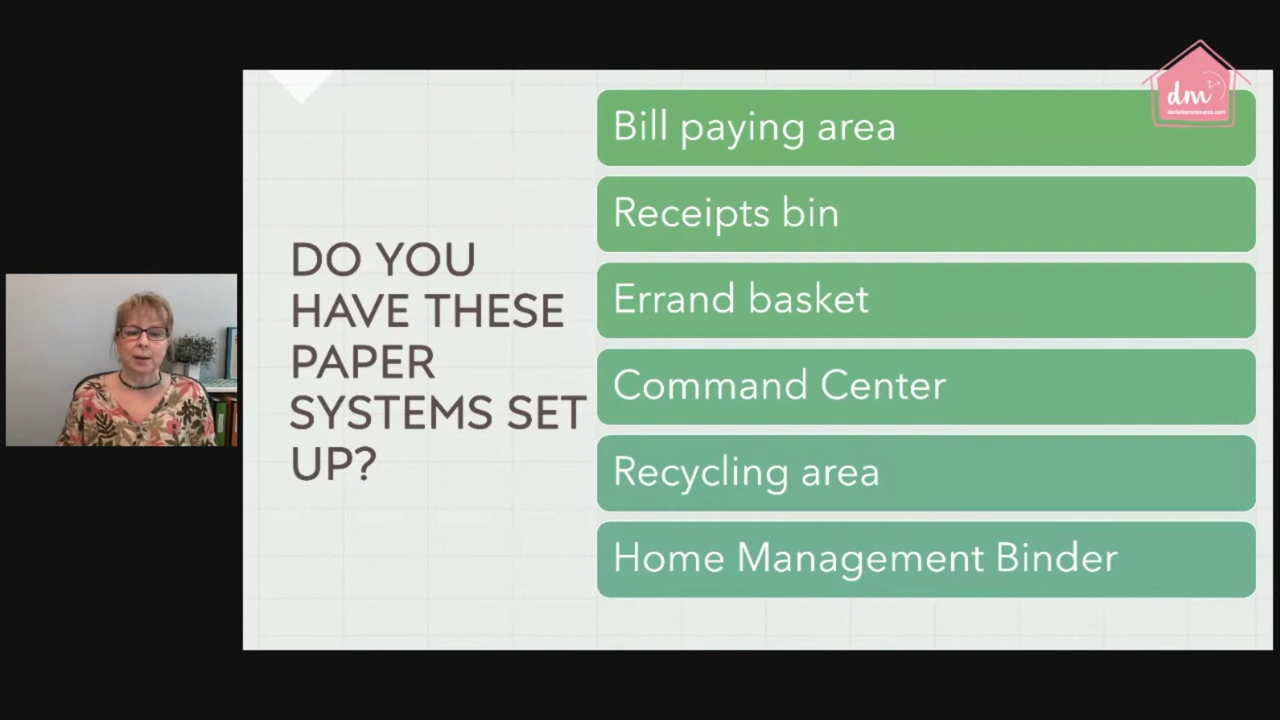 dm
DO YOU
HAVE THESE
PAPER
SYSTEMS SET
UP?
Bill paying area
Receipts bin
Errand basket
Command Center
Recycling area
Home Management Binder